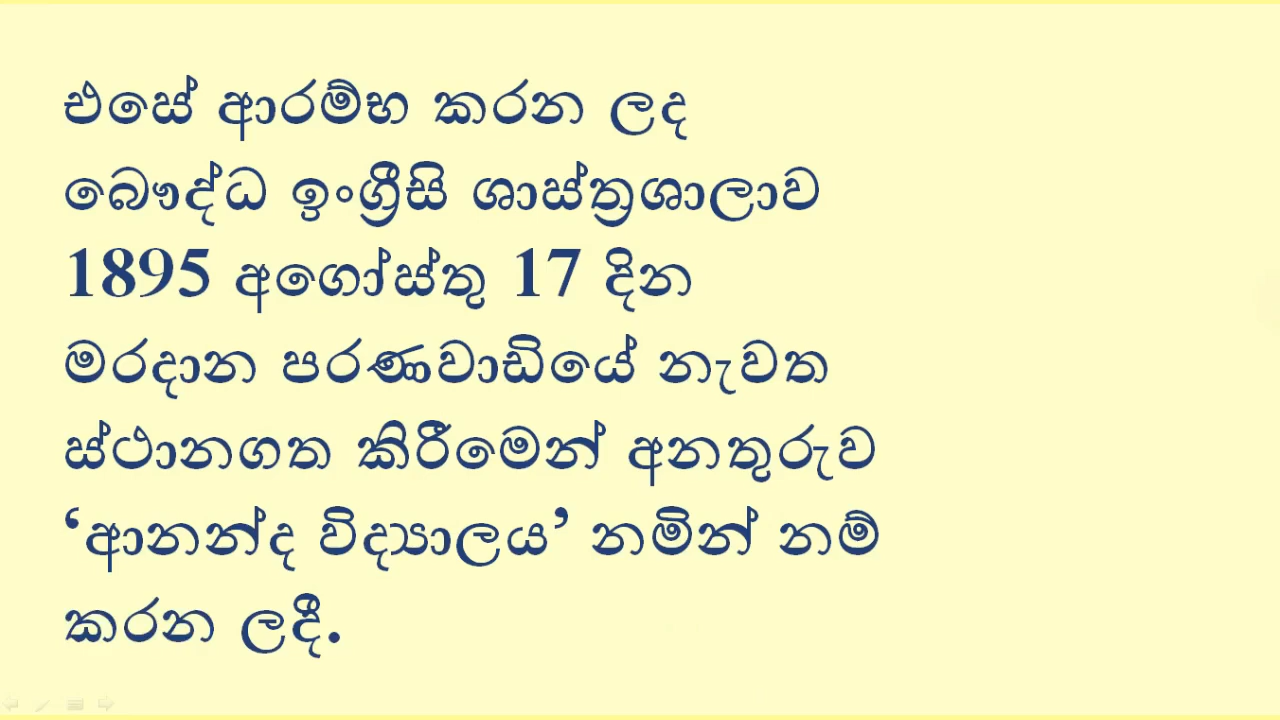 එසේ ආරම්භ කරන ලද
බෞද්ධ ඉංග්‍රීසි ශාස්ත්‍රශාලාව
1895 අගෝස්තු 17 දින
මරදාන පරණවාඩියේ නැවත
ස්ථානගත කිරීමෙන් අනතුරුව
‘ආනන්ද විද්‍යාලය’ නමින් නම්
කරන ලදී.